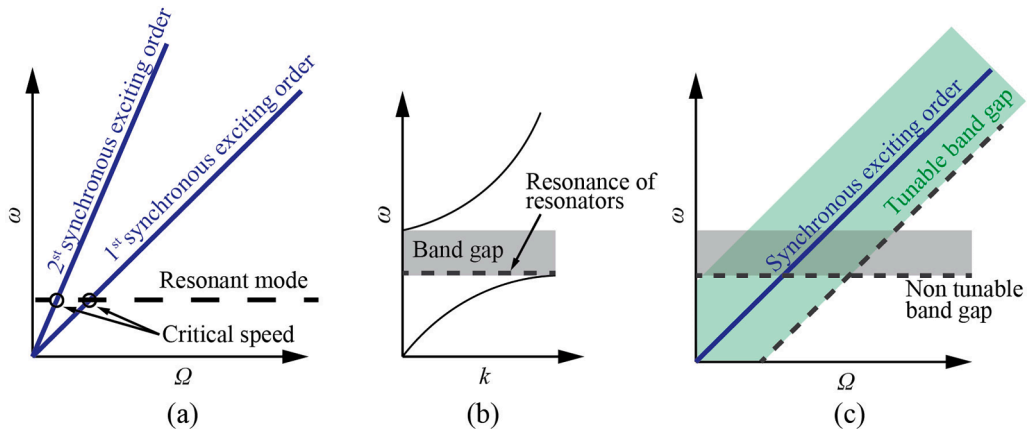 2st synchronous exciting order
1st synchronous exciting order
Resonant mode
Critical speed
ω
Ω
(a)
Resonance of
resonators
Band gap
ω
k
(b)
Synchronous exciting order
Tunable band gap
Non tunable
band gap
ω
Ω
(c)